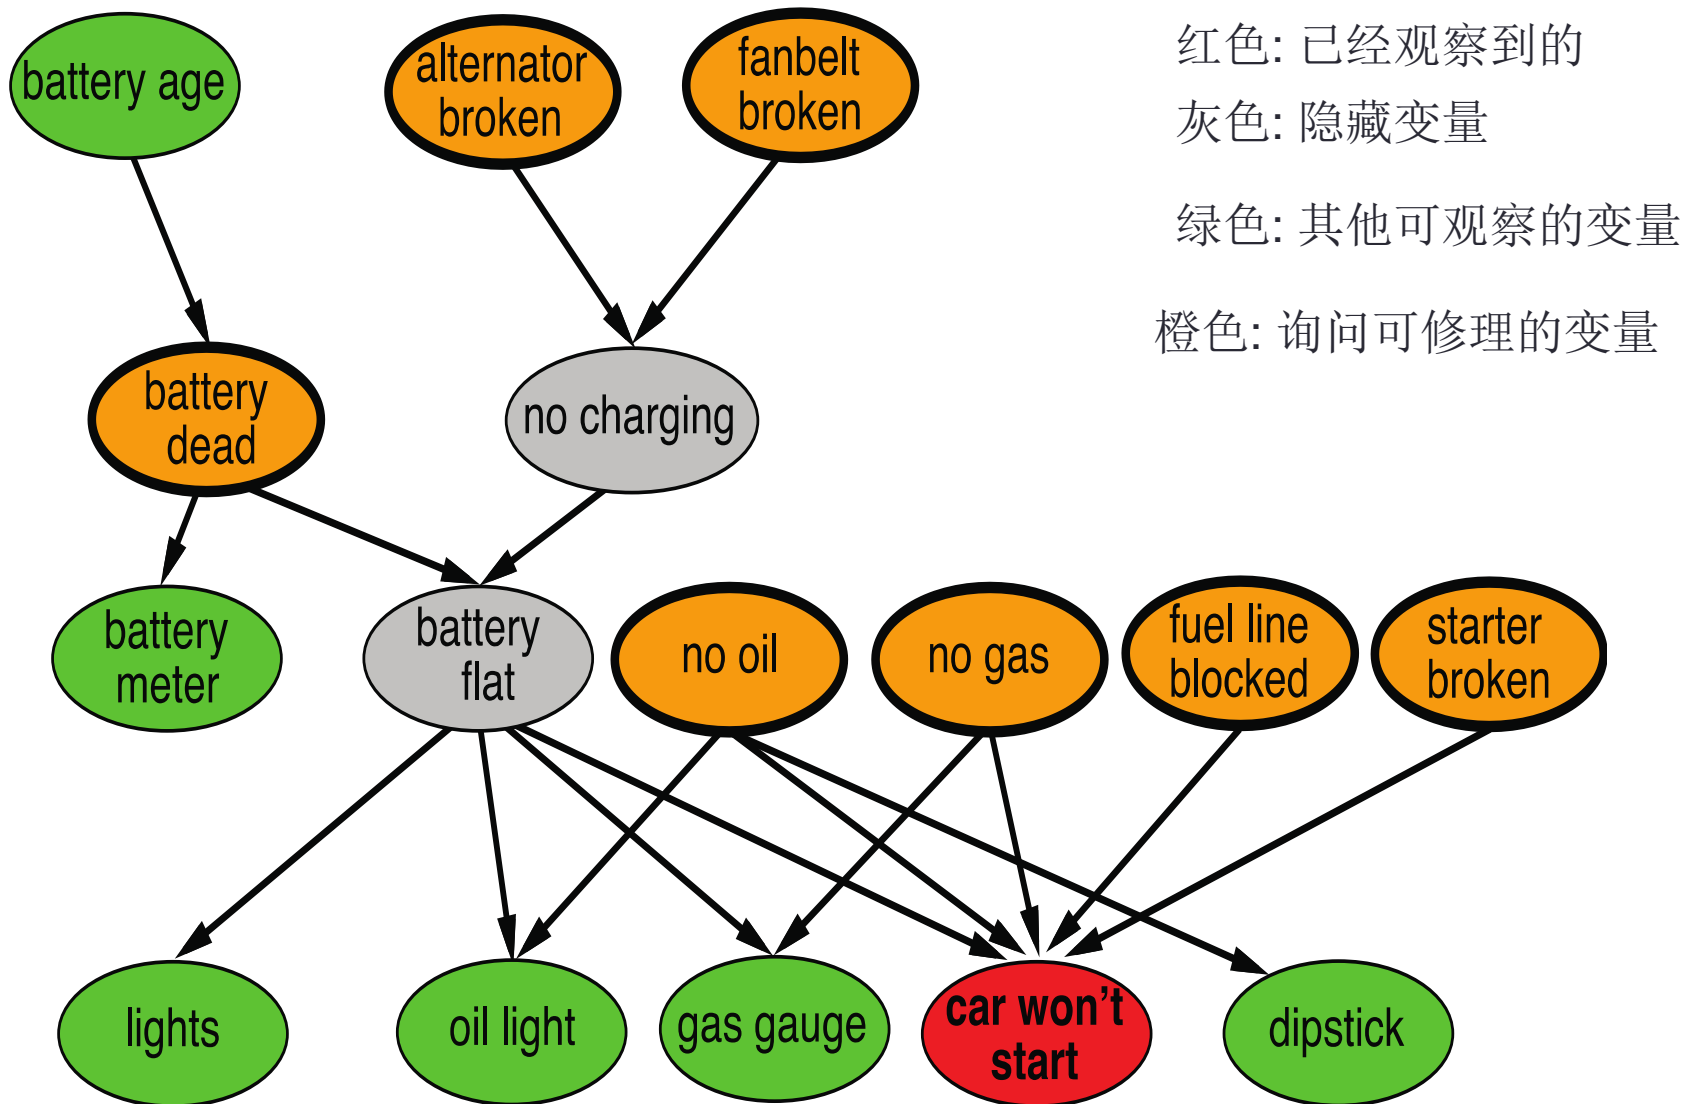 battery age
alternator
broken
fanbelt
broken
红色: 已经观察到的
灰色: 隐藏变量
绿色: 其他可观察的变量
橙色: 询问可修理的变量
battery
dead
no charging
battery
meter
battery
flat
no oil
no gas
fuel line
blocked
starter
broken
lights
oil light
gas gauge
car won’t
start
dipstick